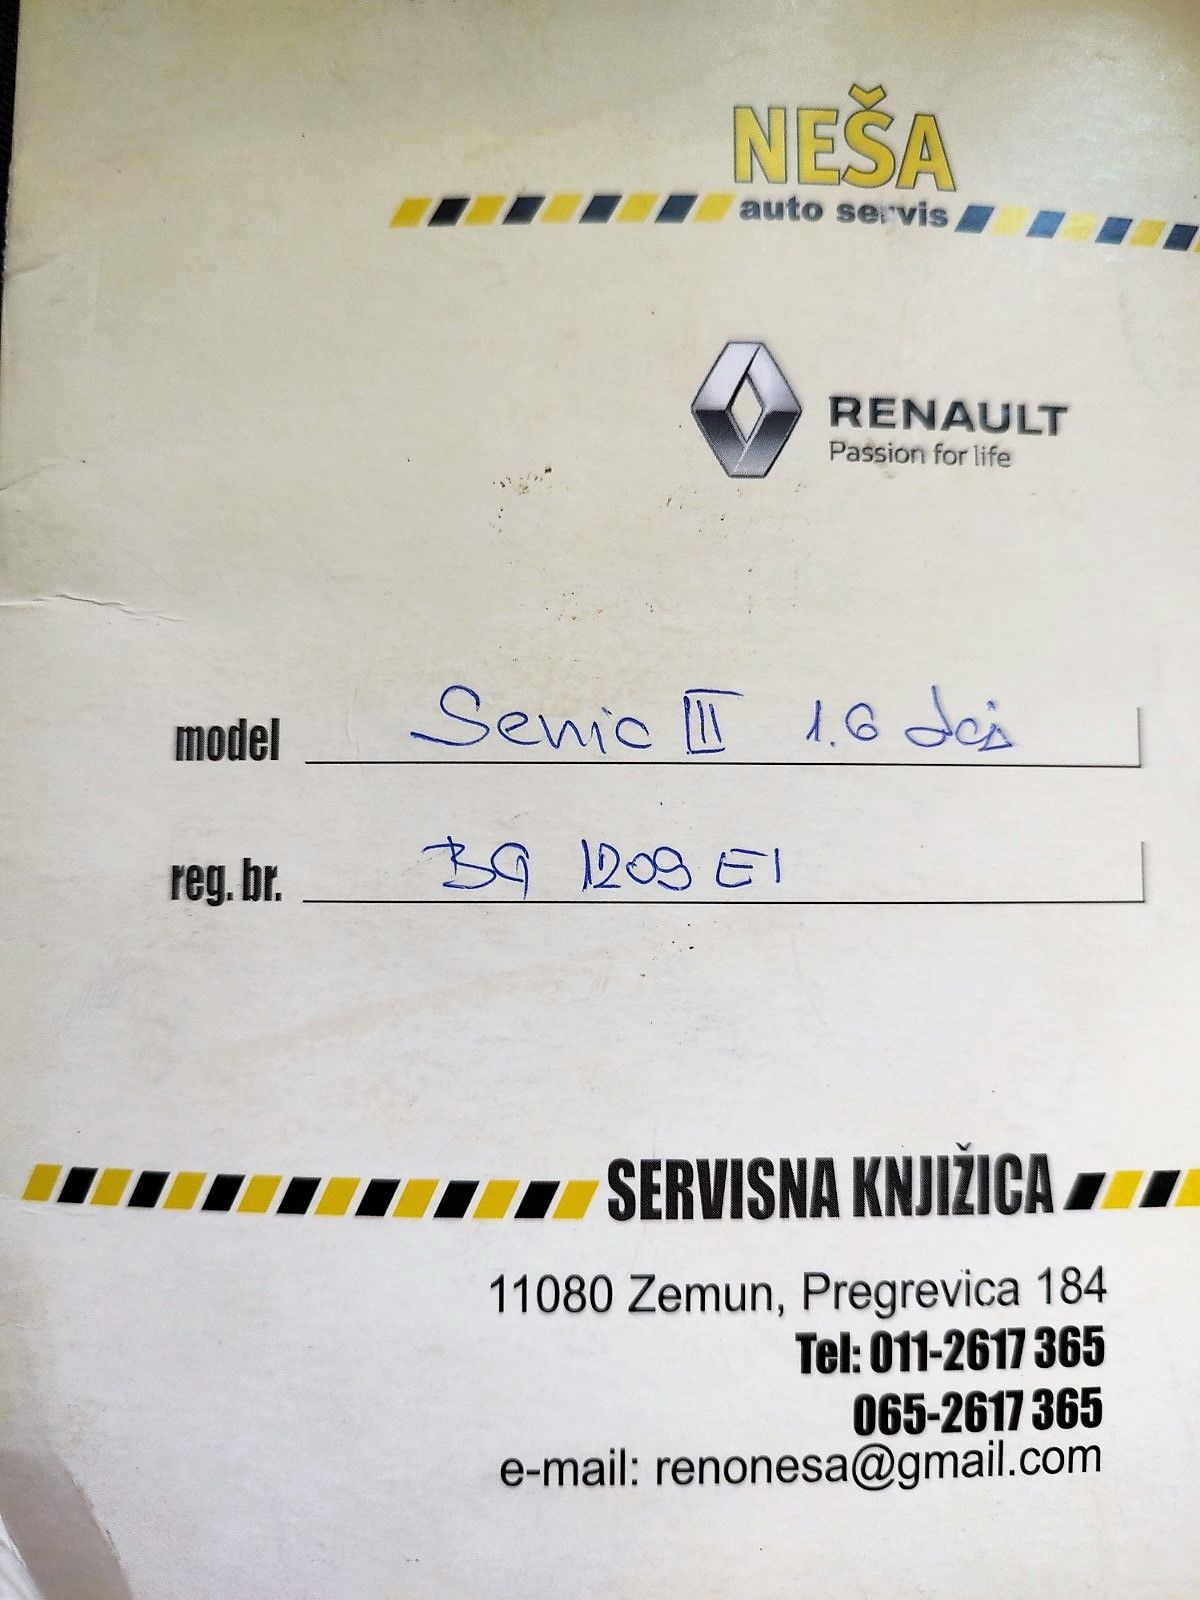 NEŠA
auto servis
RENAULT
Passion for life
model Senic III 1.6 dci
reg. br. BG 1209 EI
SERVISNA KNJIŽICA
11080 Zemun, Pregrevica 184
Tel: 011-2617 365
065-2617 365
e-mail: renonesa@gmail.com